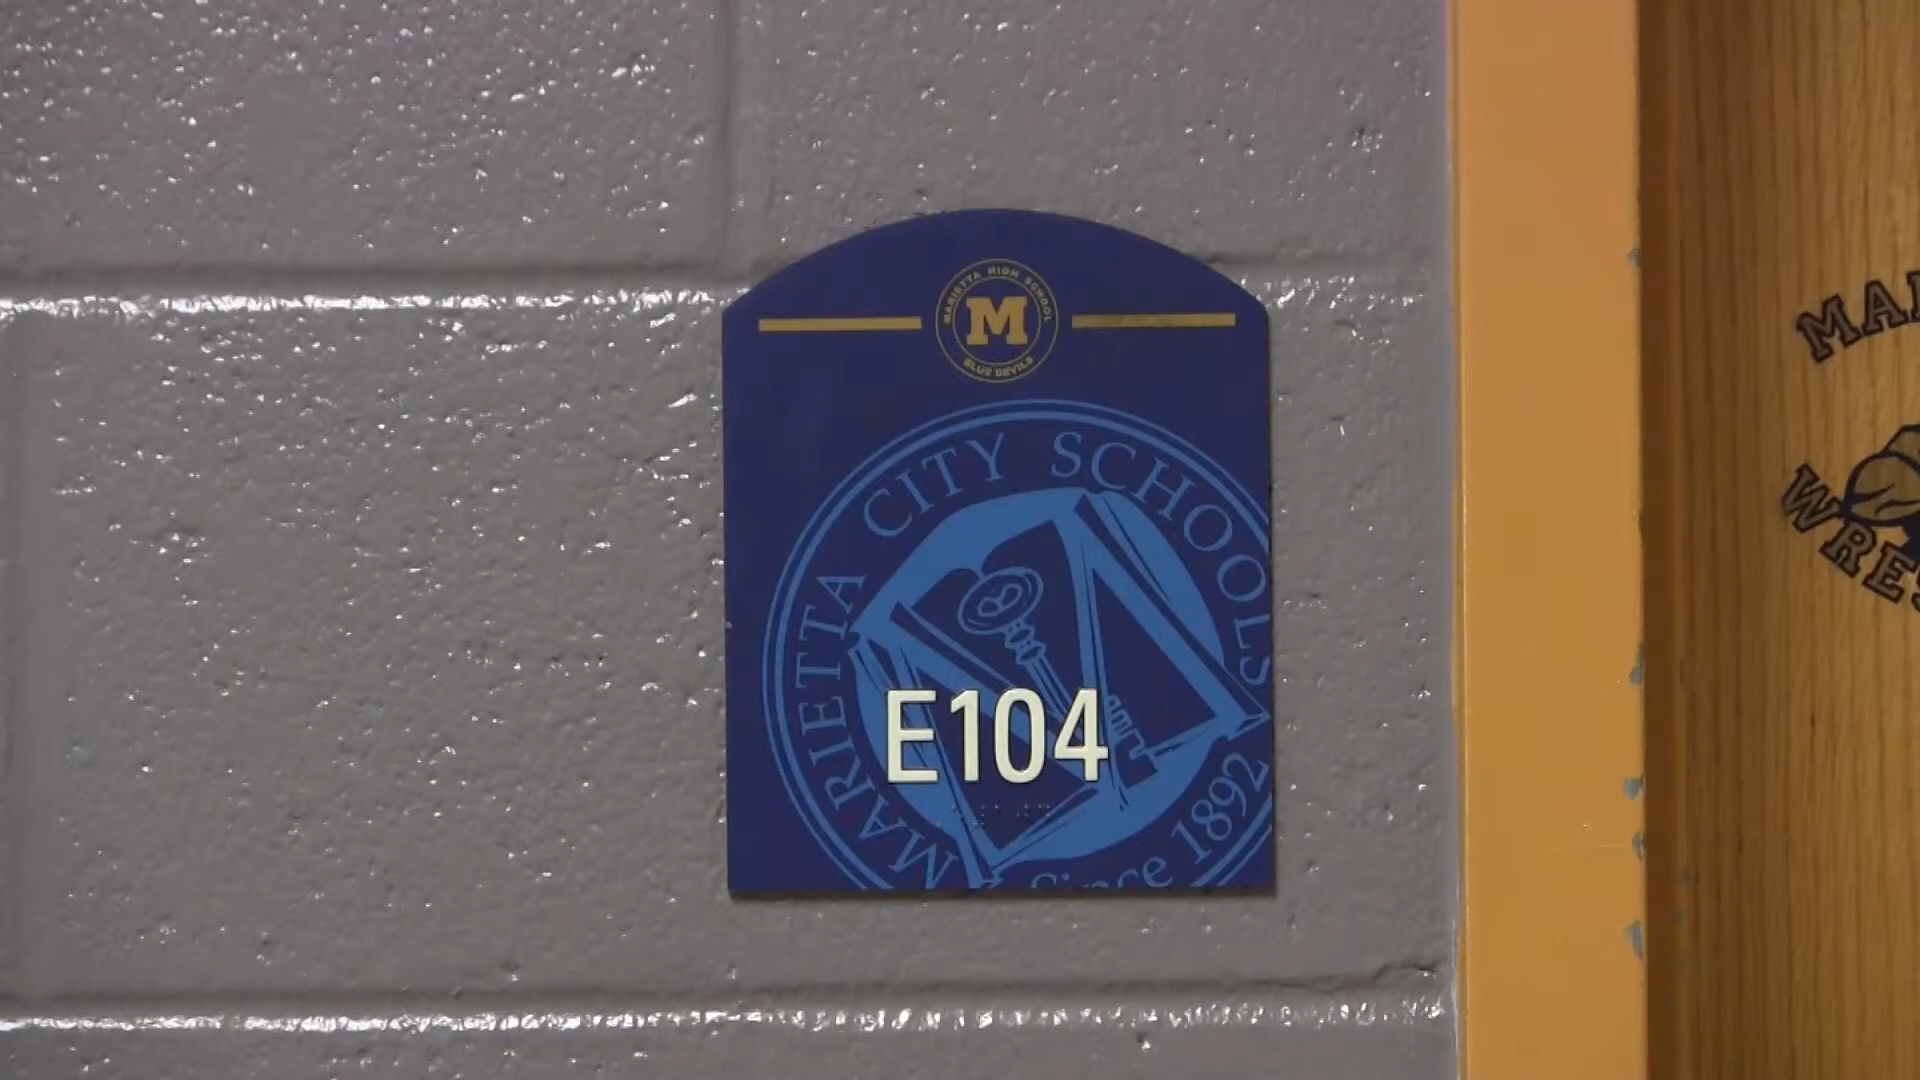 MARIETTA HIGH SCHOOL
M
BLUE DEVILS
MARIETTA CITY SCHOOLS
E104
Since 1892